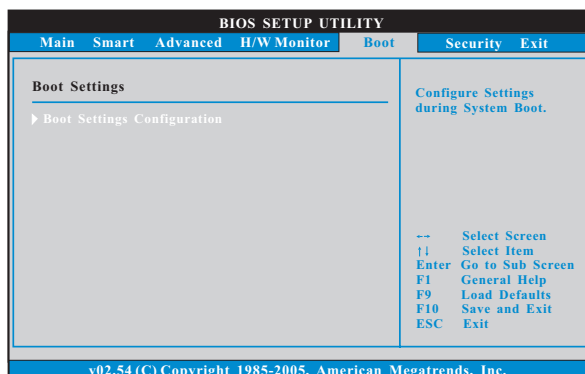 BIOS SETUP UTILITY
Main Smart Advanced H/W Monitor Boot Security Exit
Boot Settings
Boot Settings Configuration
Configure Settings
during System Boot.
←→ Select Screen
↑↓ Select Item
Enter Go to Sub Screen
F1 General Help
F9 Load Defaults
F10 Save and Exit
ESC Exit
v02.54 (C) Copyright 1985-2005, American Megatrends, Inc.